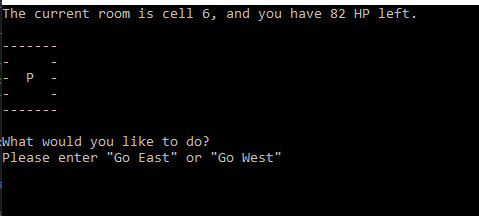 The current room is cell 6, and you have 82 HP left.
-------
-     -
-  P  -
-     -
-------
What would you like to do?
Please enter "Go East" or "Go West"